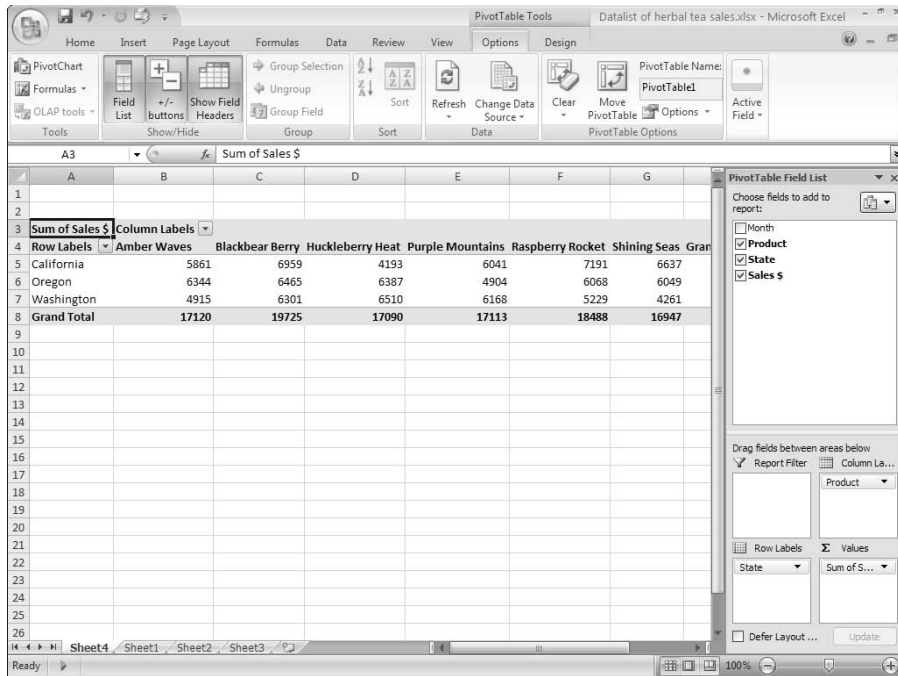 PivotTable Tools Datalist of herbal tea sales.xlsx - Microsoft Excel
Home Insert Page Layout Formulas Data Review View Options Design
PivotChart
Formulas
OLAP tools
Tools
Field List
+/- buttons
Show Field Headers
Show/Hide
Group Selection
Ungroup
Group Field
Group
Sort
Sort
Refresh
Change Data Source
Data
Clear
Move PivotTable
PivotTable Name:
PivotTable1
Options
PivotTable Options
Active Field
A3 fx Sum of Sales $
A B C D E F G
1
2
3 Sum of Sales $ Column Labels
4 Row Labels Amber Waves Blackbear Berry Huckleberry Heat Purple Mountains Raspberry Rocket Shining Seas Gran
5 California 5861 6959 4193 6041 7191 6637
6 Oregon 6344 6465 6387 4904 6068 6049
7 Washington 4915 6301 6510 6168 5229 4261
8 Grand Total 17120 19725 17090 17113 18488 16947
9
10
11
12
13
14
15
16
17
18
19
20
21
22
23
24
25
26
PivotTable Field List
Choose fields to add to
report:
Month
Product
State
Sales $
Drag fields between areas below
Report Filter Column La...
Product
Row Labels Σ Values
State Sum of S...
Defer Layout ... Update
Sheet4 Sheet1 Sheet2 Sheet3
Ready 100%